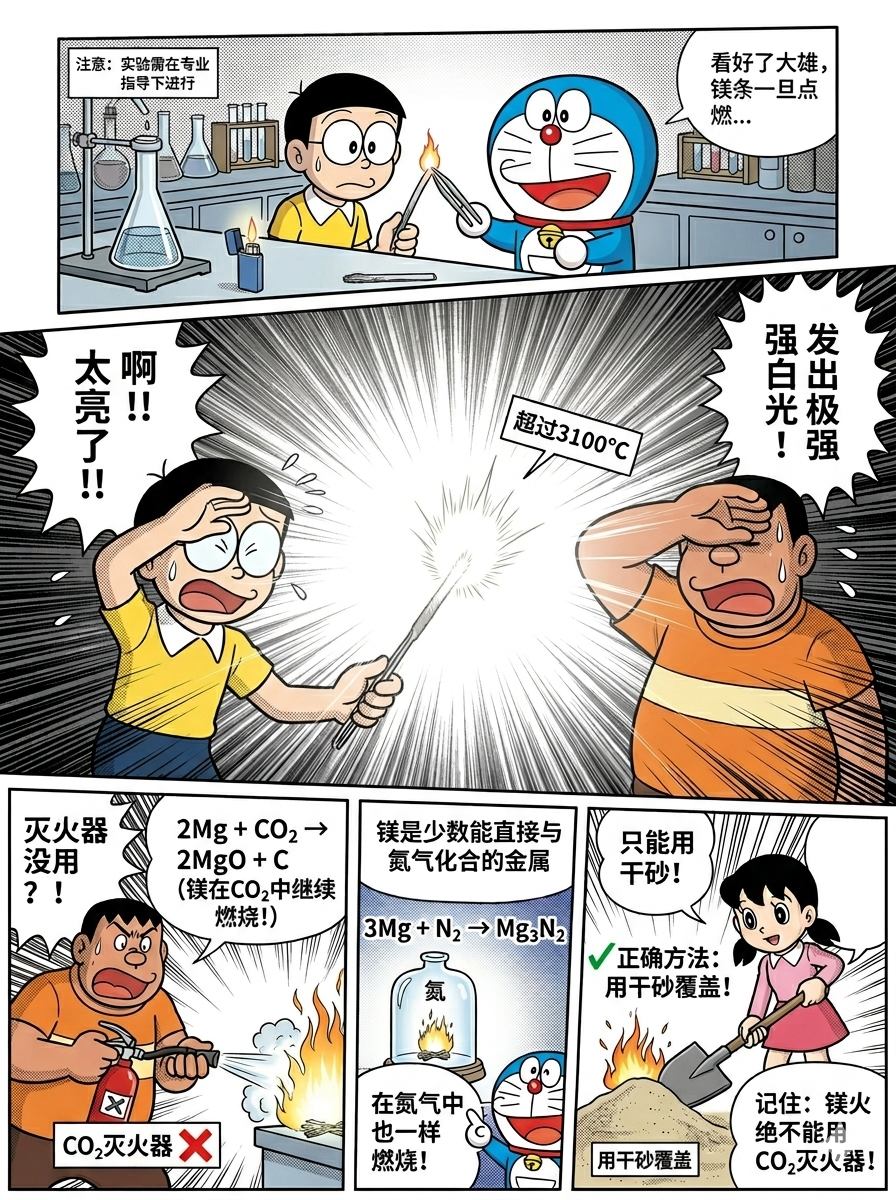 注意：实验需在专业
指导下进行
看好了大雄，
镁条一旦点
燃...
啊!!
太亮了!!
超过3100℃
发出极强
强白光！
灭火器
没用
？！
2Mg + CO₂ →
2MgO + C
（镁在CO₂中继续
燃烧!）
CO₂灭火器 ❌
镁是少数能直接与
氮气化合的金属
3Mg + N₂ → Mg₃N₂
氮
在氮气中
也一样
燃烧！
只能用
干砂！
✓正确方法：
用干砂覆盖！
用干砂覆盖
记住：镁火
绝不能用
CO₂灭火器！